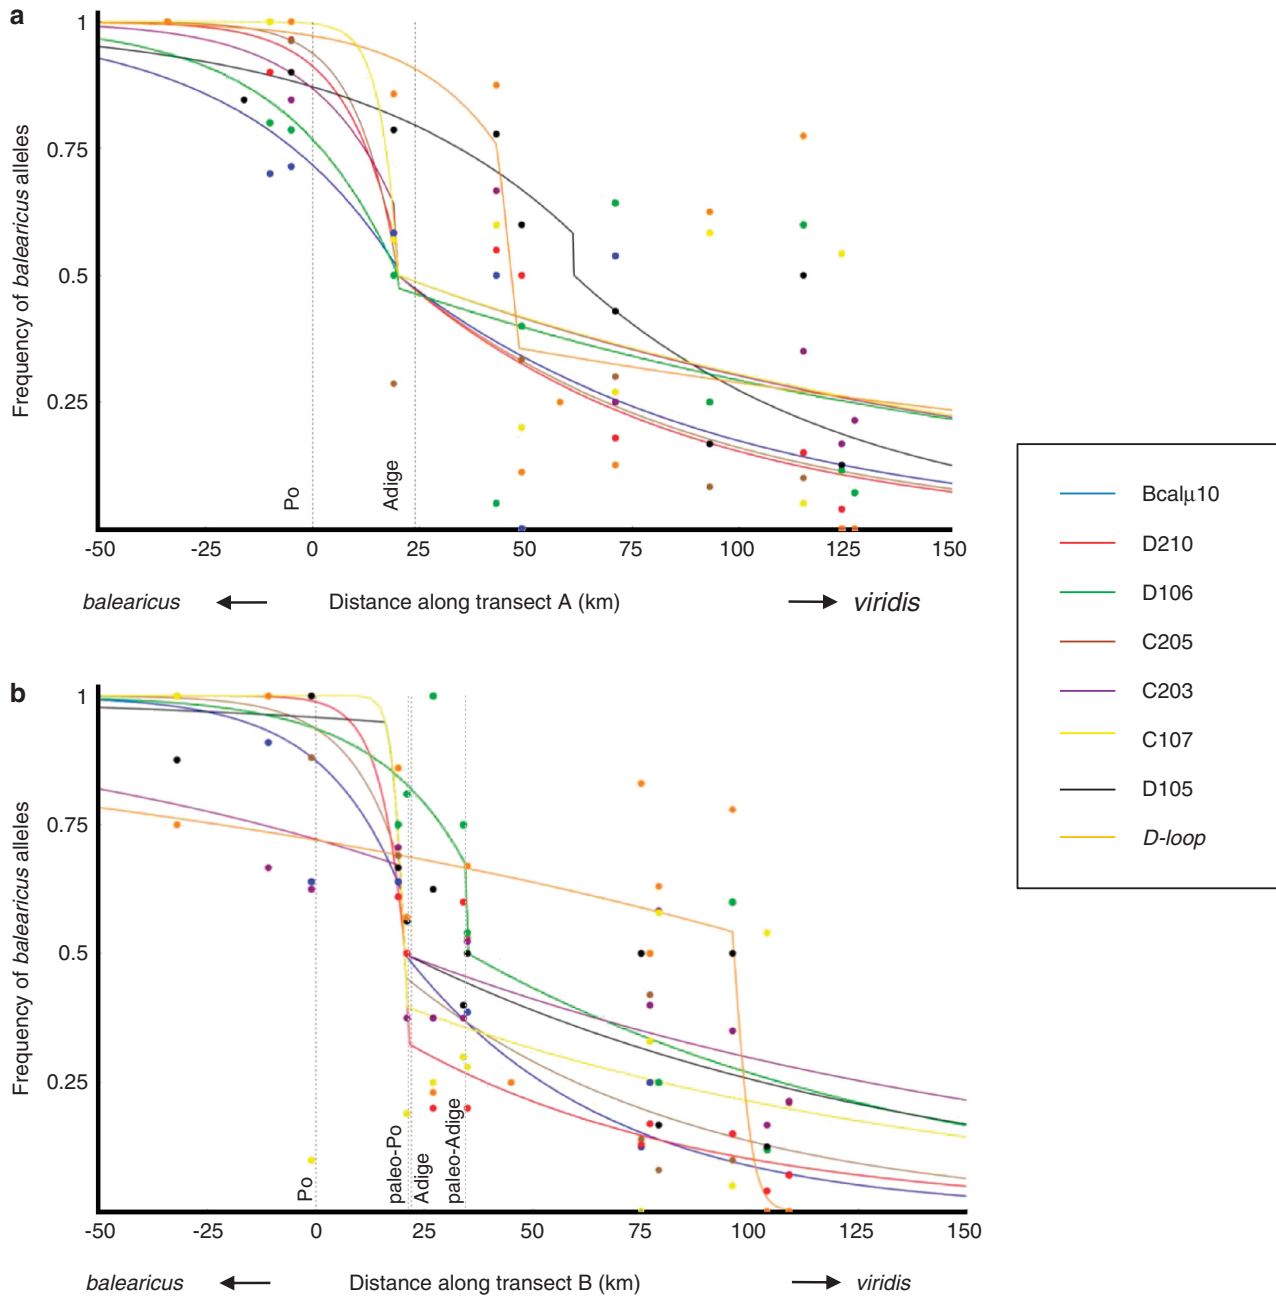 a
Frequency of balearicus alleles
1
0.75
0.5
0.25
Po
Adige
-50 -25 0 25 50 75 100 125 150
balearicus Distance along transect A (km) viridis
b
Frequency of balearicus alleles
1
0.75
0.5
0.25
Po
paleo-Po
Adige
paleo-Adige
-50 -25 0 25 50 75 100 125 150
balearicus Distance along transect B (km) viridis
Bcalμ10
D210
D106
C205
C203
C107
D105
D-loop